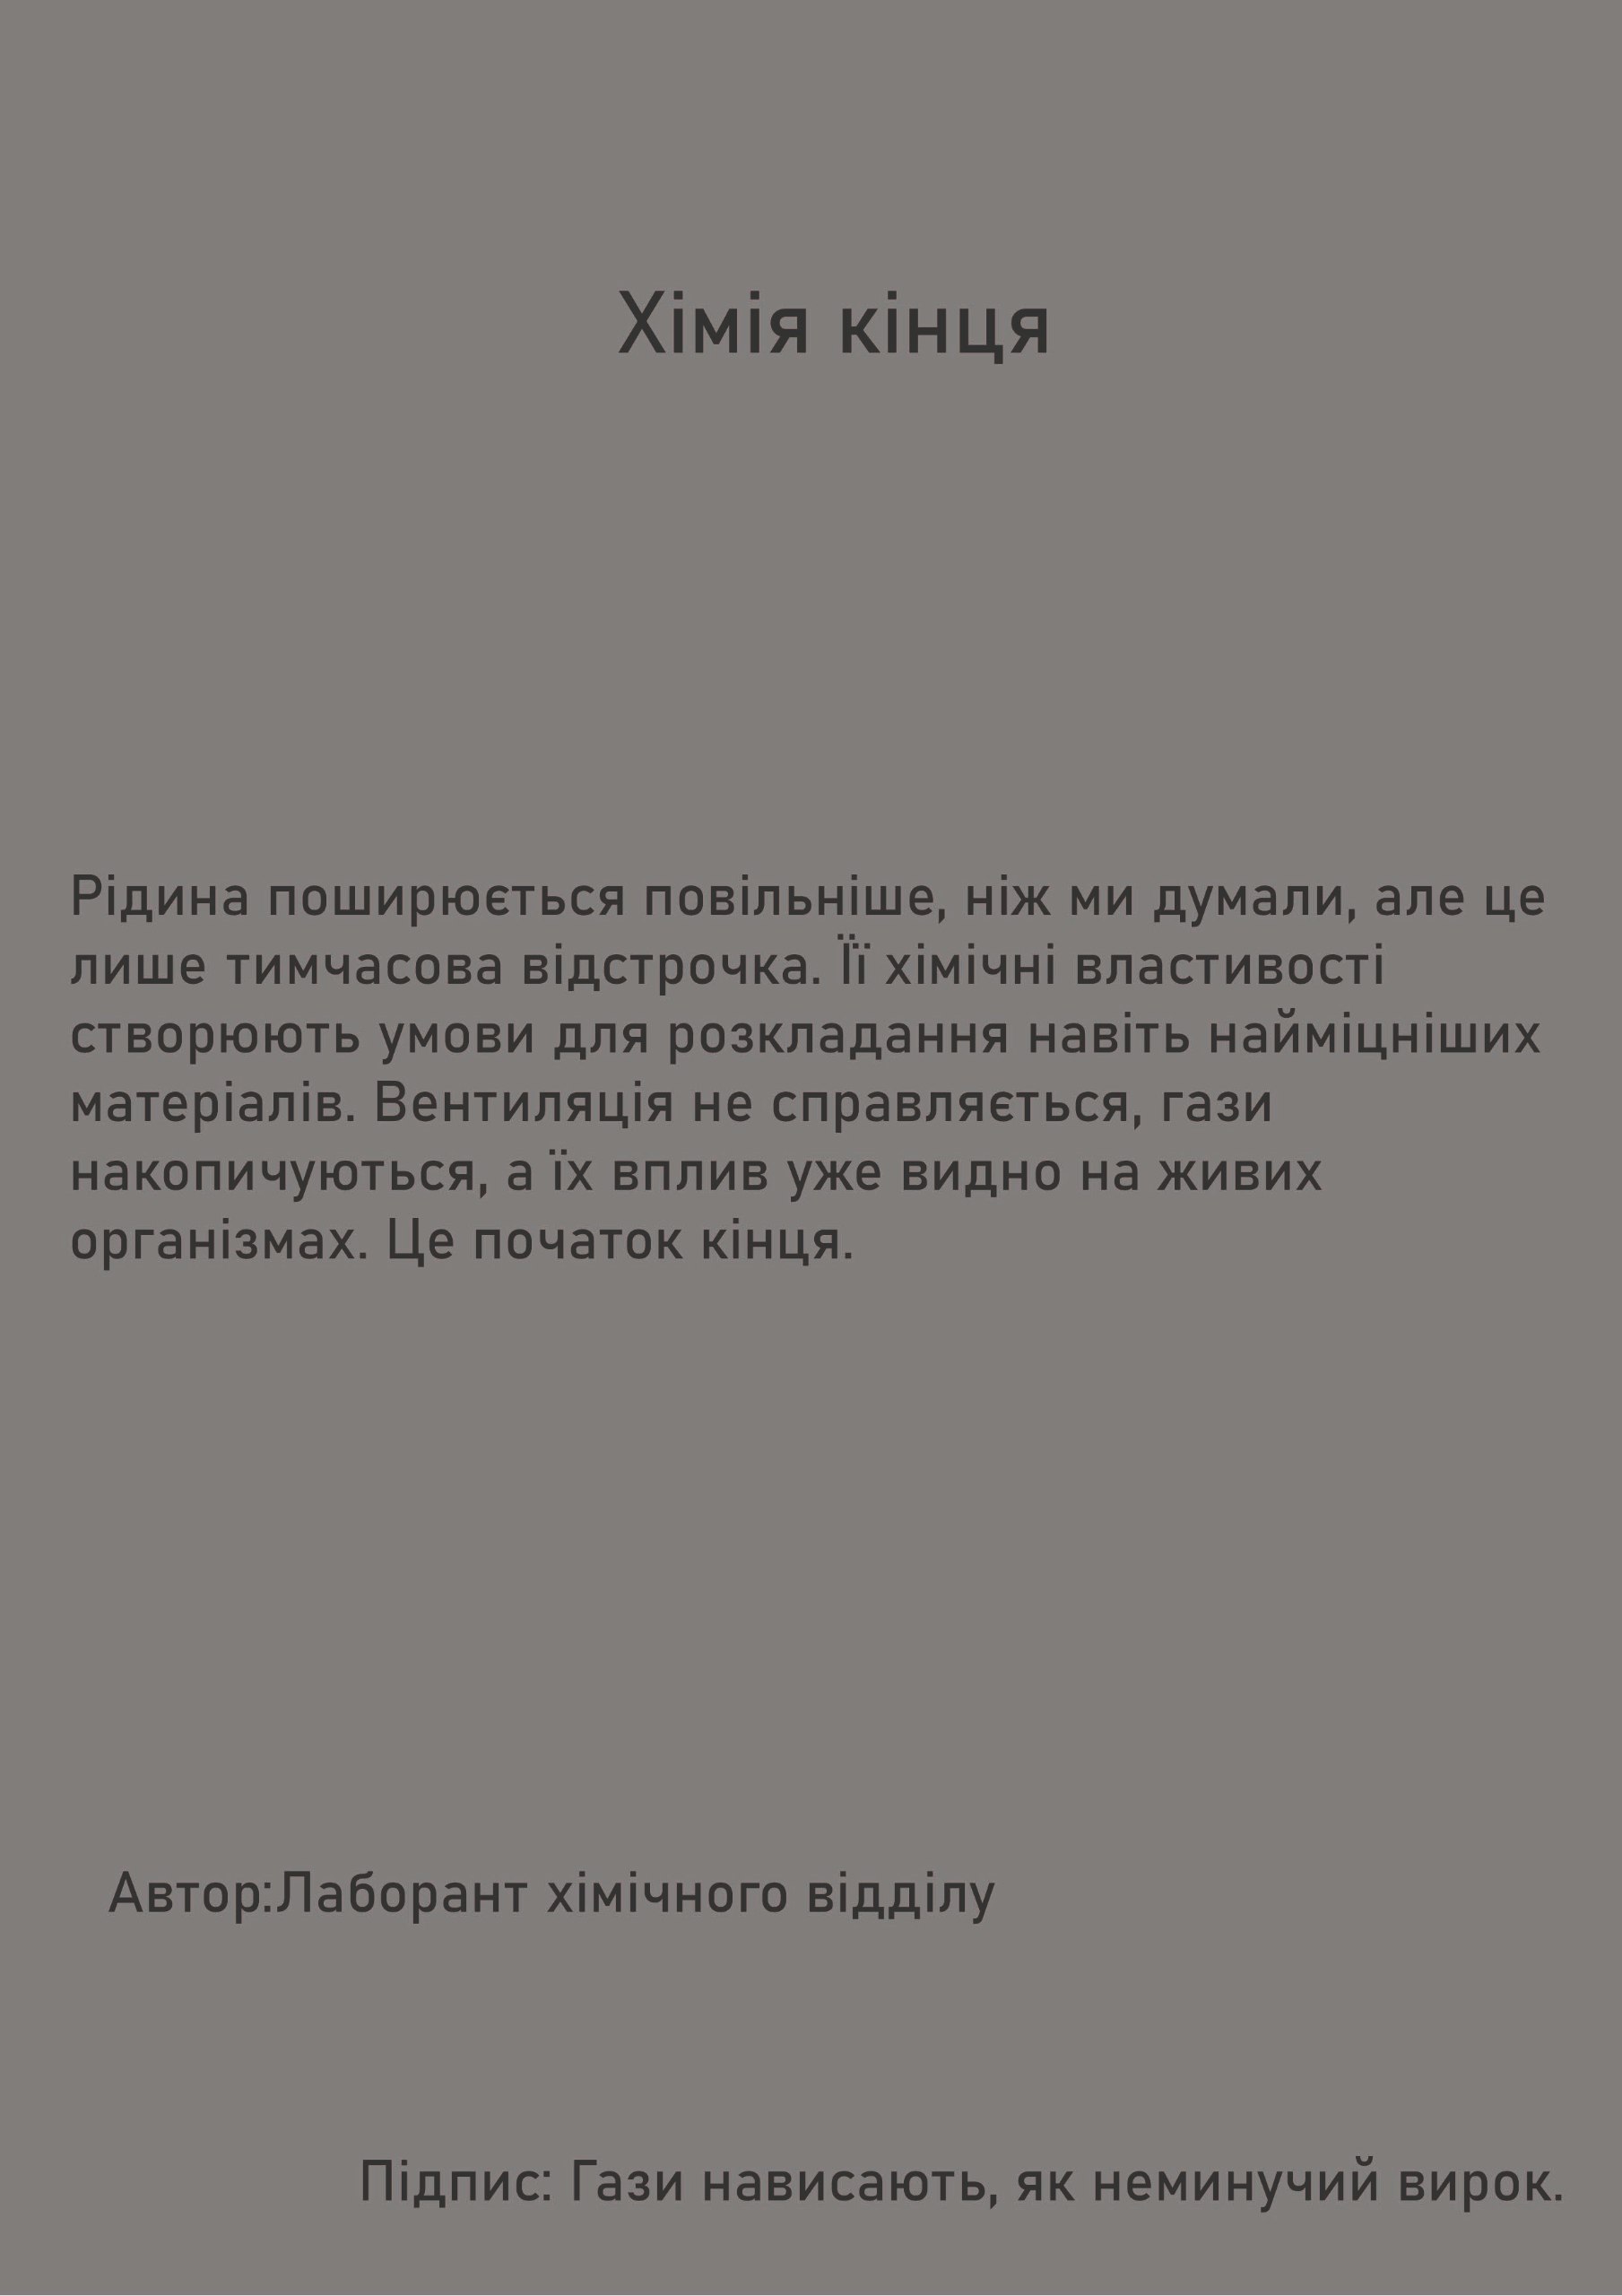 Хімія кінця
Рідина поширюється повільніше, ніж ми думали, але це
лише тимчасова відстрочка. Її хімічні властивості
створюють умови для розкладання навіть найміцніших
матеріалів. Вентиляція не справляється, гази
накопичуються, а їх вплив уже видно на живих
організмах. Це початок кінця.
Автор:Лаборант хімічного відділу
Підпис: Гази нависають, як неминучий вирок.